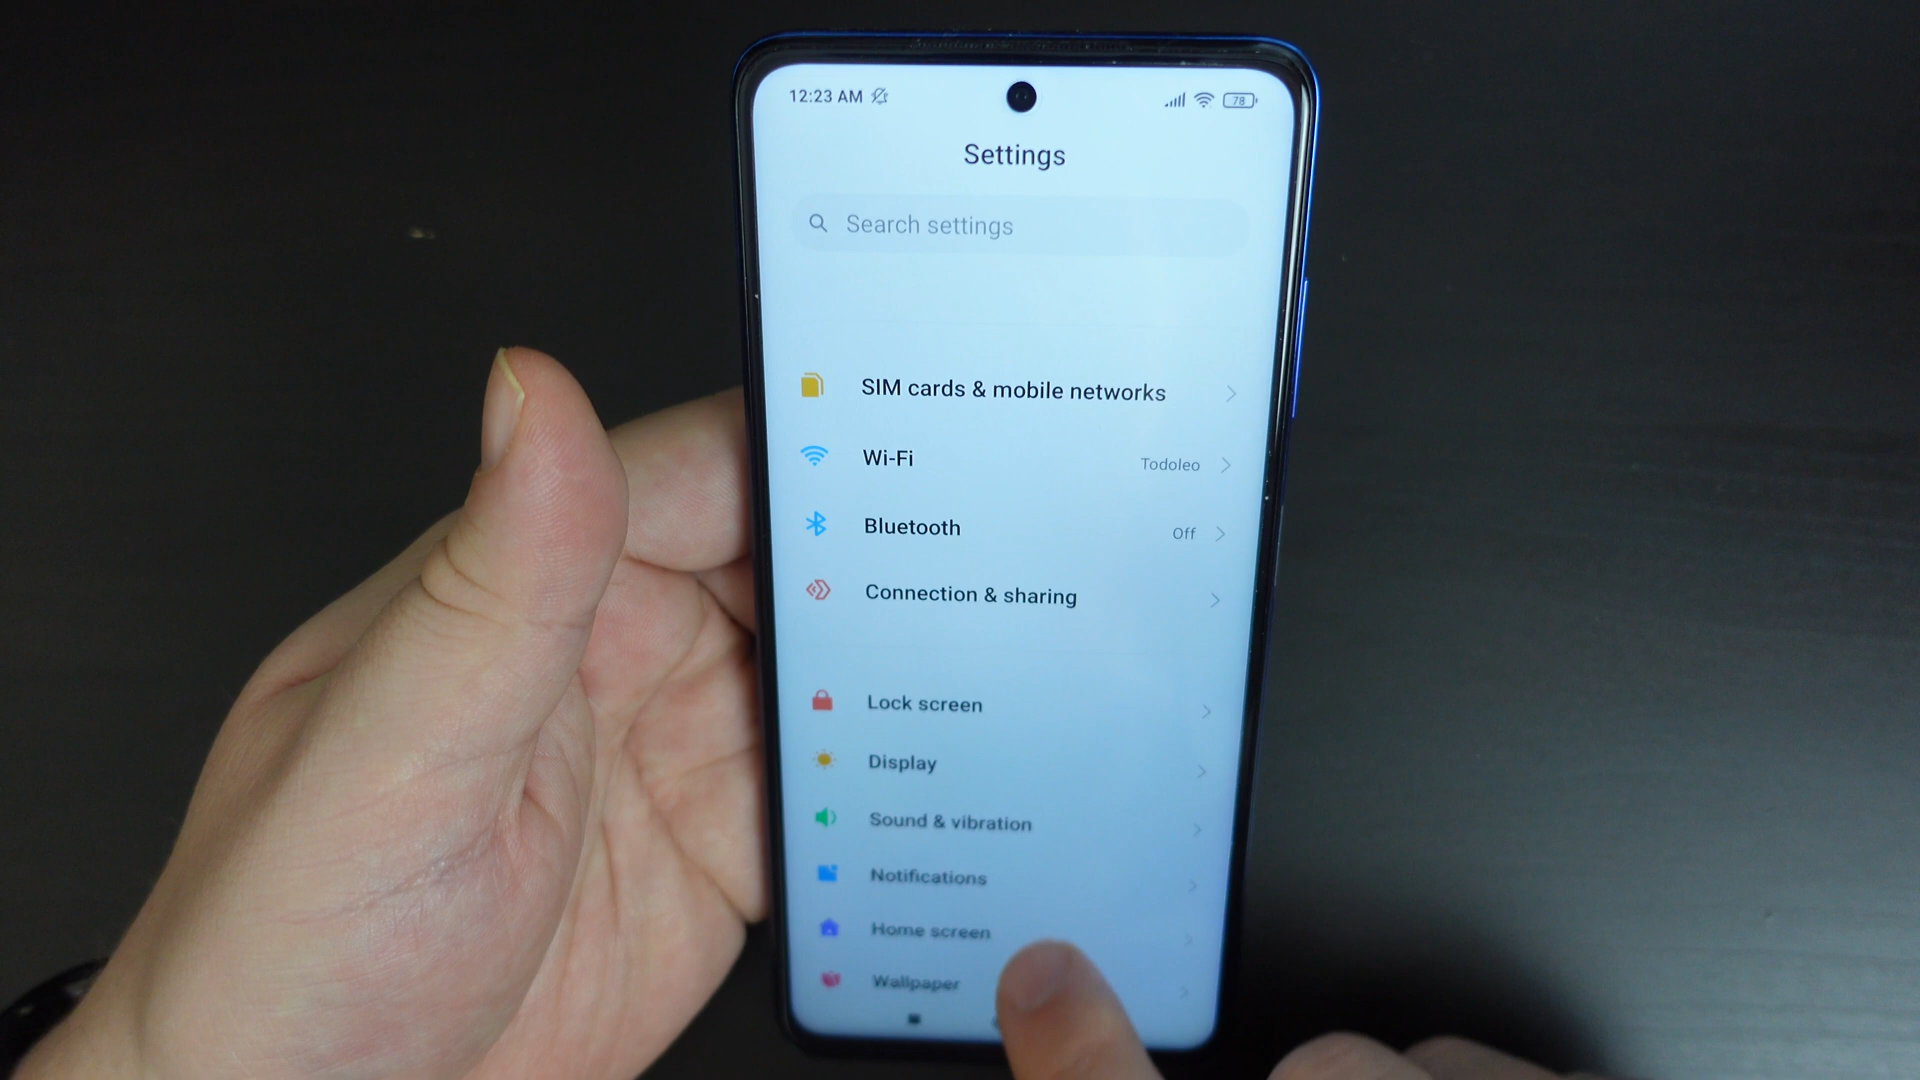 12:23 AM 78
Settings
Search settings
SIM cards & mobile networks
Wi-Fi Todoleo
Bluetooth Off
Connection & sharing
Lock screen
Display
Sound & vibration
Notifications
Home screen
Wallpaper